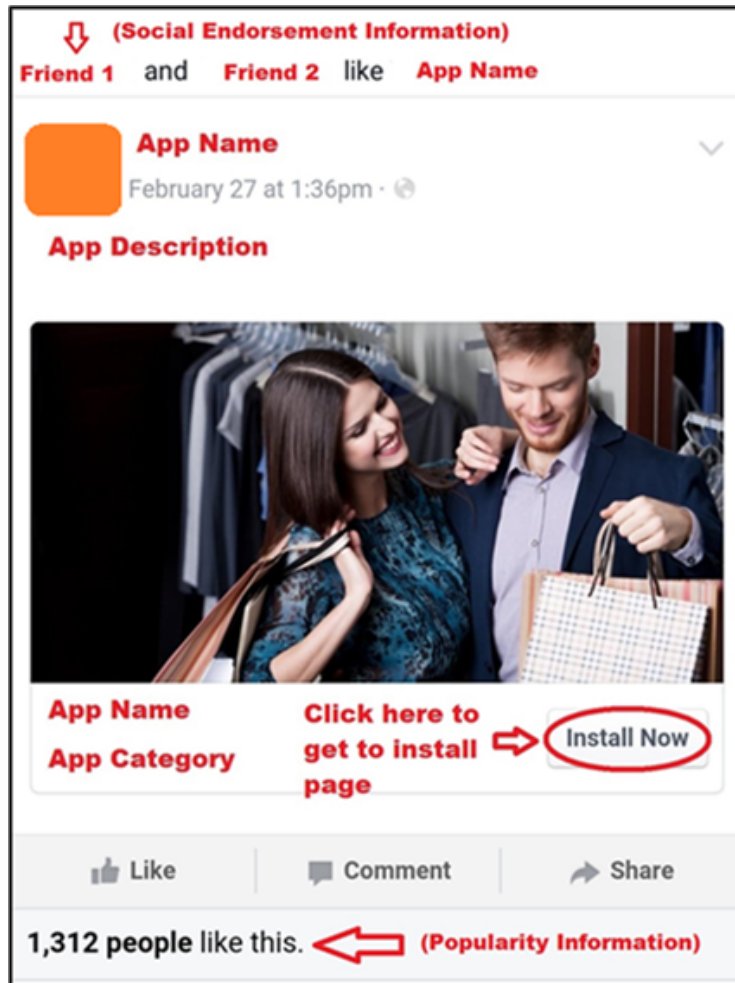 (Social Endorsement Information)
Friend 1 and Friend 2 like App Name
App Name
February 27 at 1:36pm ·
App Description
App Name
App Category
Click here to
get to install
page
Install Now
Like Comment Share
1,312 people like this. (Popularity Information)